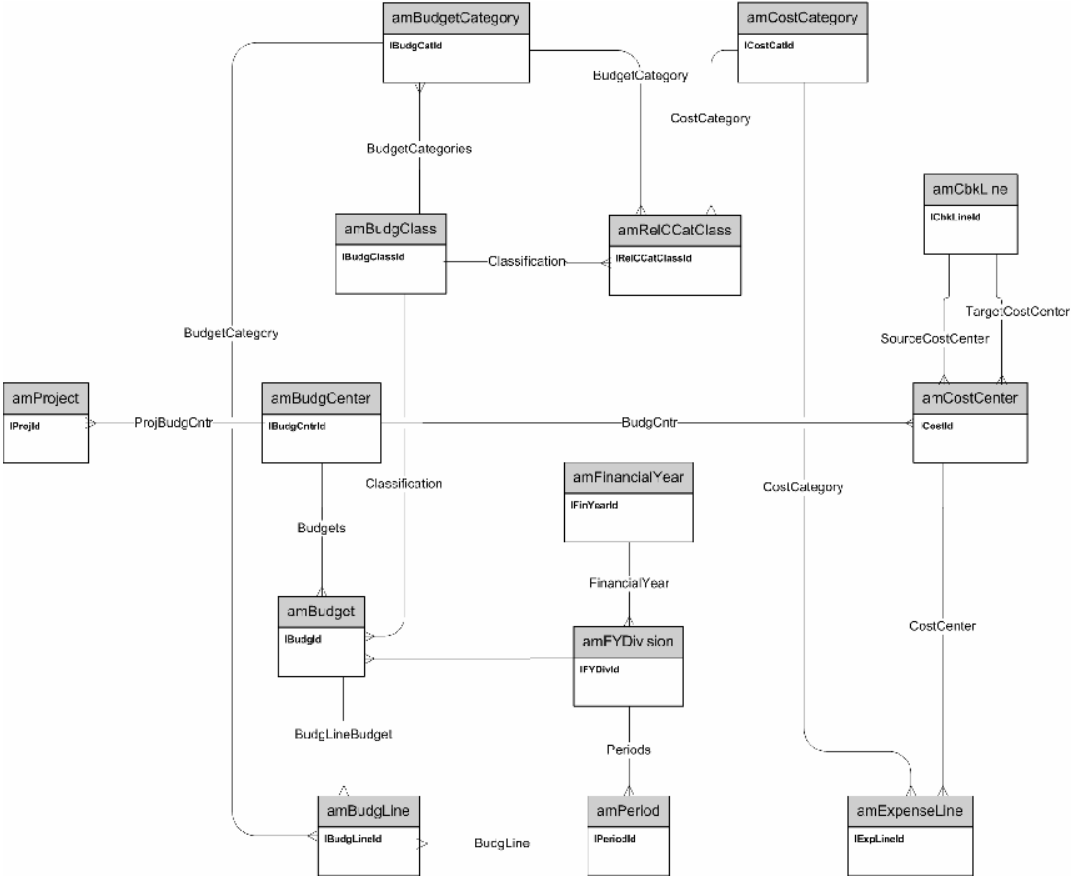 amBudgetCategory
lBudgCatId
amCostCategory
lCostCatId
BudgetCategory
CostCategory
BudgetCategories
amCbkLine
lCbkLineId
amBudgClass
lBudgClassId
Classification
amRelCCatClass
lRelCCatClassId
TargetCostCenter
SourceCostCenter
BudgetCategory
amProject
lProjId
ProjBudgCntr
amBudgCenter
lBudgCntrId
BudgCntr
amCostCenter
lCostId
Classification
amFinancialYear
lFinYearId
CostCategory
Budgets
FinancialYear
amBudget
lBudgId
amFYDivision
lFYDivId
CostCenter
BudgLineBudget
Periods
amBudgLine
lBudgLineId
BudgLine
amPeriod
lPeriodId
amExpenseLine
lExpLineId